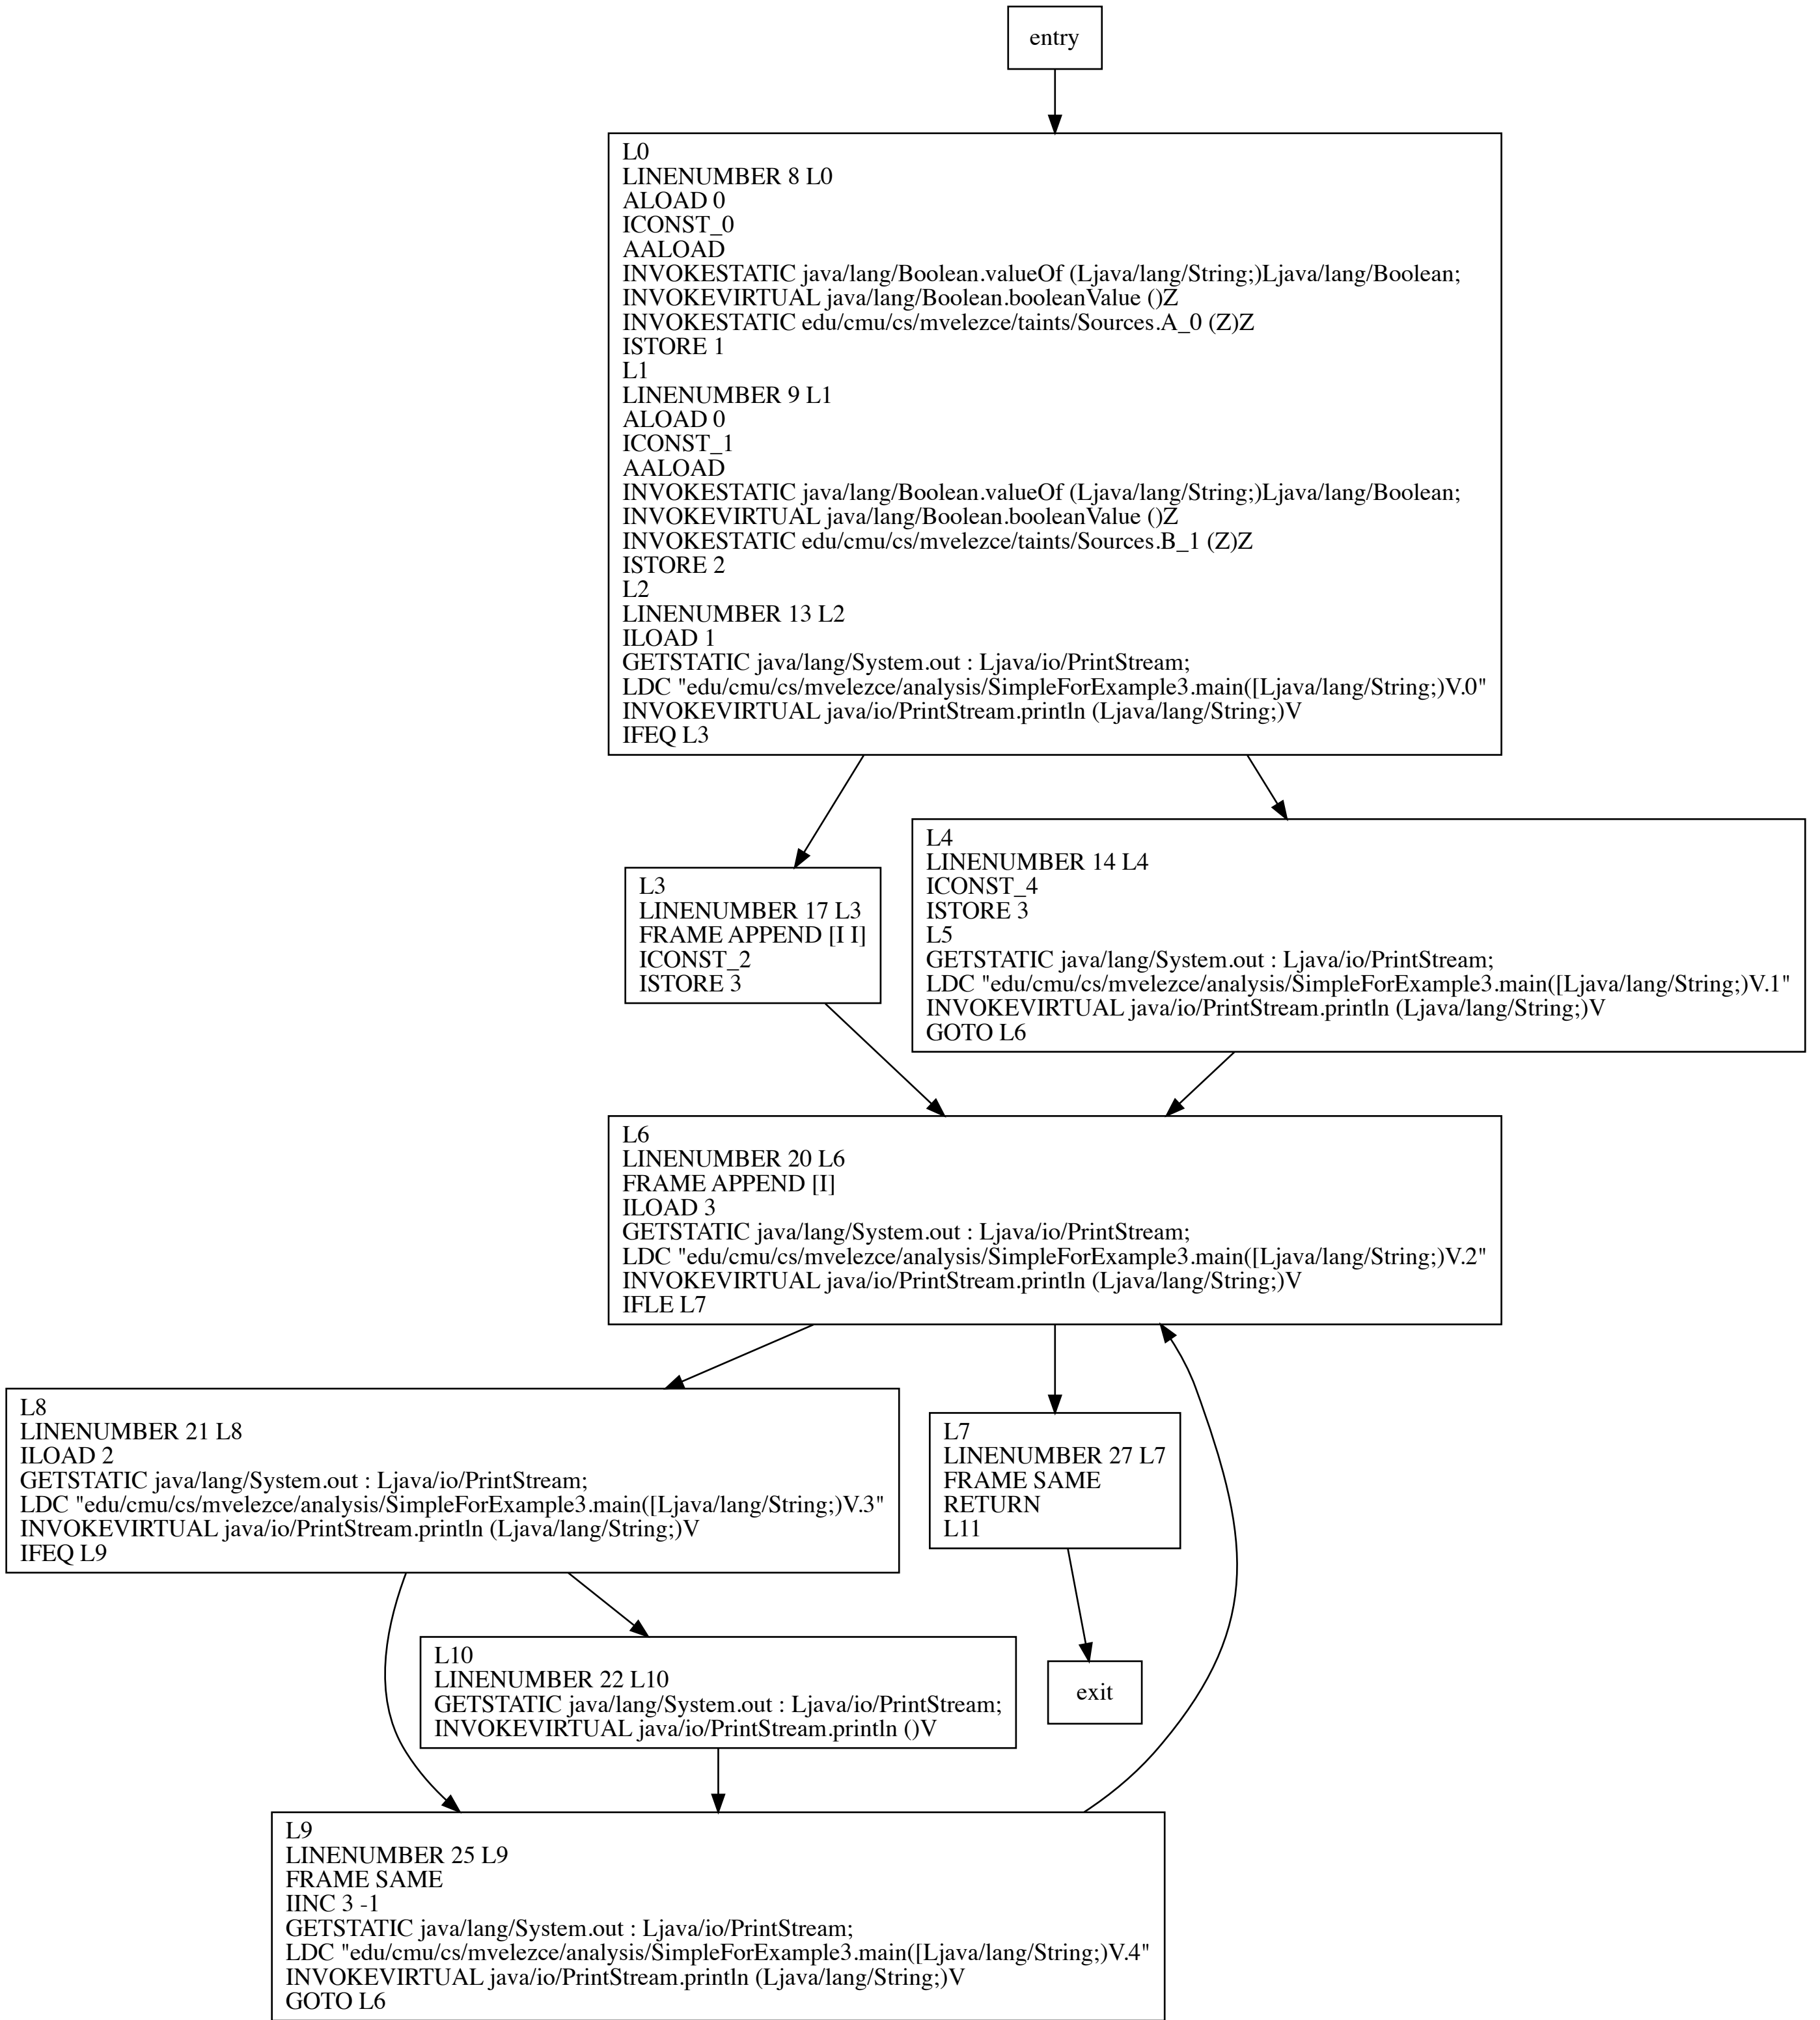 entry
L0
LINENUMBER 8 L0
ALOAD 0
ICONST_0
AALOAD
INVOKESTATIC java/lang/Boolean.valueOf (Ljava/lang/String;)Ljava/lang/Boolean;
INVOKEVIRTUAL java/lang/Boolean.booleanValue ()Z
INVOKESTATIC edu/cmu/cs/mvelezce/taints/Sources.A_0 (Z)Z
ISTORE 1
L1
LINENUMBER 9 L1
ALOAD 0
ICONST_1
AALOAD
INVOKESTATIC java/lang/Boolean.valueOf (Ljava/lang/String;)Ljava/lang/Boolean;
INVOKEVIRTUAL java/lang/Boolean.booleanValue ()Z
INVOKESTATIC edu/cmu/cs/mvelezce/taints/Sources.B_1 (Z)Z
ISTORE 2
L2
LINENUMBER 13 L2
ILOAD 1
GETSTATIC java/lang/System.out : Ljava/io/PrintStream;
LDC "edu/cmu/cs/mvelezce/analysis/SimpleForExample3.main([Ljava/lang/String;)V.0"
INVOKEVIRTUAL java/io/PrintStream.println (Ljava/lang/String;)V
IFEQ L3
L3
LINENUMBER 17 L3
FRAME APPEND [I I]
ICONST_2
ISTORE 3
L4
LINENUMBER 14 L4
ICONST_4
ISTORE 3
L5
GETSTATIC java/lang/System.out : Ljava/io/PrintStream;
LDC "edu/cmu/cs/mvelezce/analysis/SimpleForExample3.main([Ljava/lang/String;)V.1"
INVOKEVIRTUAL java/io/PrintStream.println (Ljava/lang/String;)V
GOTO L6
L6
LINENUMBER 20 L6
FRAME APPEND [I]
ILOAD 3
GETSTATIC java/lang/System.out : Ljava/io/PrintStream;
LDC "edu/cmu/cs/mvelezce/analysis/SimpleForExample3.main([Ljava/lang/String;)V.2"
INVOKEVIRTUAL java/io/PrintStream.println (Ljava/lang/String;)V
IFLE L7
L8
LINENUMBER 21 L8
ILOAD 2
GETSTATIC java/lang/System.out : Ljava/io/PrintStream;
LDC "edu/cmu/cs/mvelezce/analysis/SimpleForExample3.main([Ljava/lang/String;)V.3"
INVOKEVIRTUAL java/io/PrintStream.println (Ljava/lang/String;)V
IFEQ L9
L7
LINENUMBER 27 L7
FRAME SAME
RETURN
L11
L10
LINENUMBER 22 L10
GETSTATIC java/lang/System.out : Ljava/io/PrintStream;
INVOKEVIRTUAL java/io/PrintStream.println ()V
exit
L9
LINENUMBER 25 L9
FRAME SAME
IINC 3 -1
GETSTATIC java/lang/System.out : Ljava/io/PrintStream;
LDC "edu/cmu/cs/mvelezce/analysis/SimpleForExample3.main([Ljava/lang/String;)V.4"
INVOKEVIRTUAL java/io/PrintStream.println (Ljava/lang/String;)V
GOTO L6